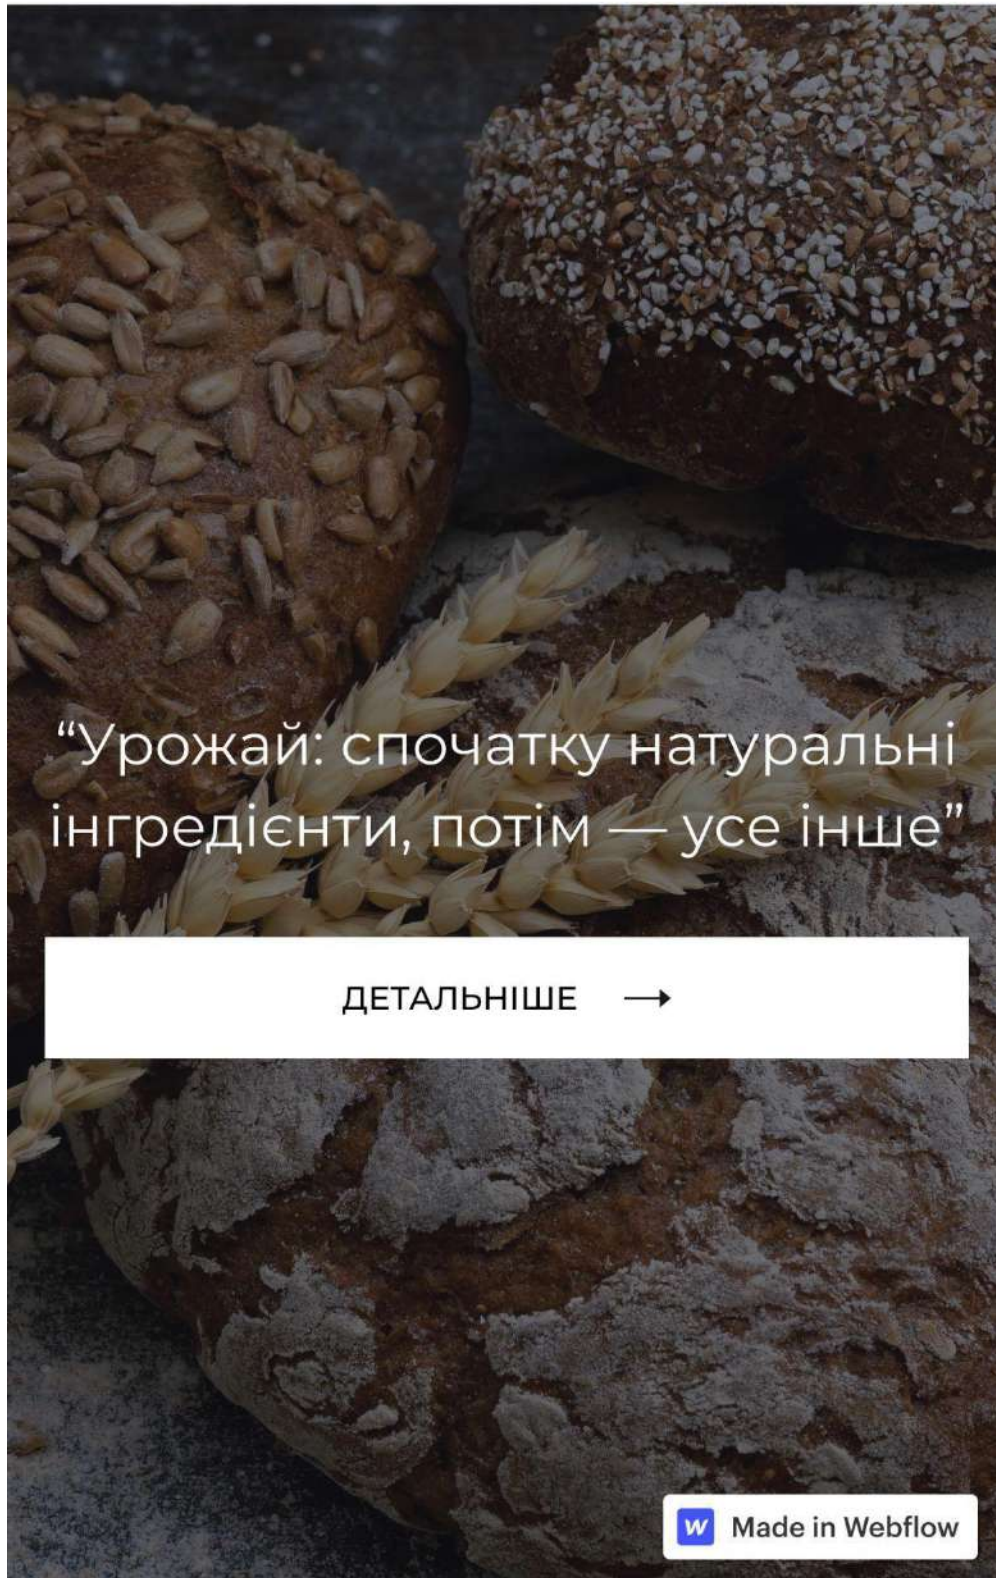 “Урожай: спочатку натуральні
інгредієнти, потім — усе інше”
ДЕТАЛЬНІШЕ →
W Made in Webflow